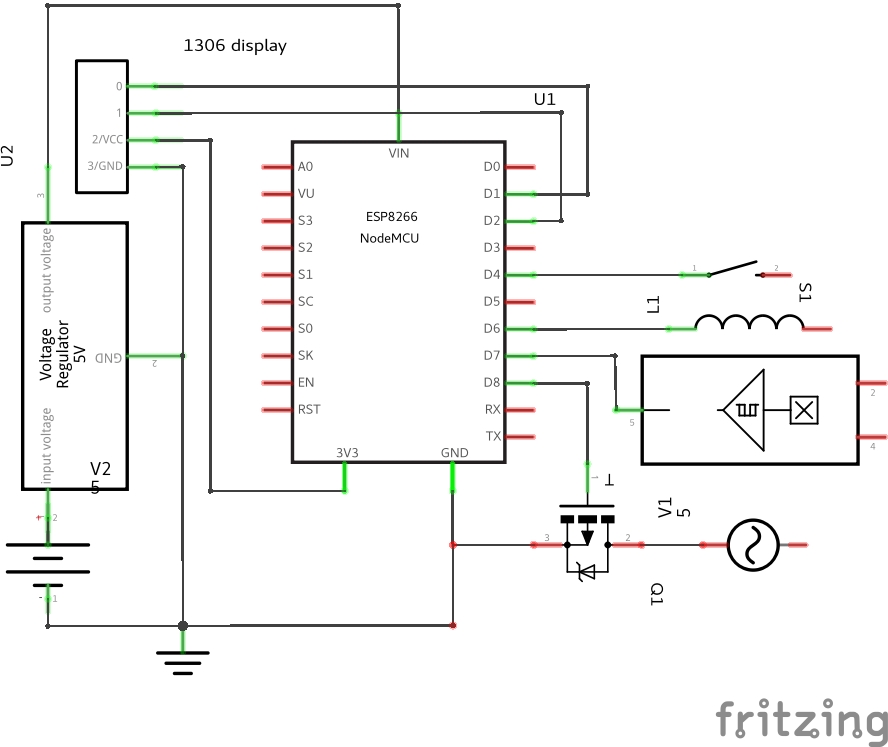 1306 display
0
1
2/VCC
3/GND
U2
3
output voltage
Voltage
Regulator
5V
GND
2
input voltage
V2
5
+
2
-
1
U1
VIN
ESP8266
NodeMCU
A0
VU
S3
S2
S1
SC
S0
SK
EN
RST
D0
D1
D2
D3
D4
D5
D6
D7
D8
RX
TX
3V3
GND
1
2
S1
L1
5
2
4
1
T
V1
5
3
2
Q1
fritzing